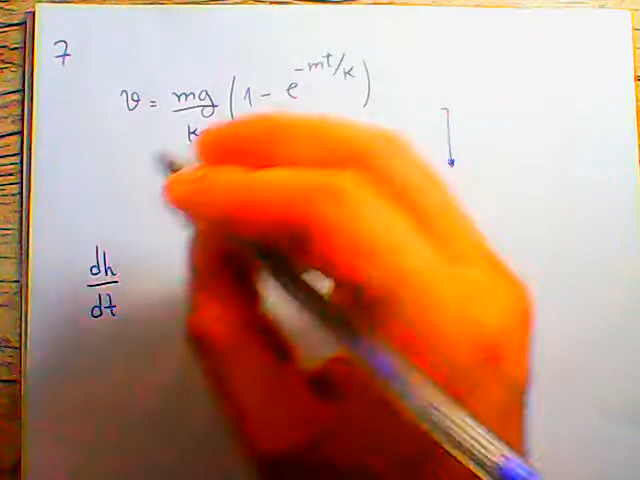 7
v = mg/k (1 - e^{-mt/k})
dh/dt